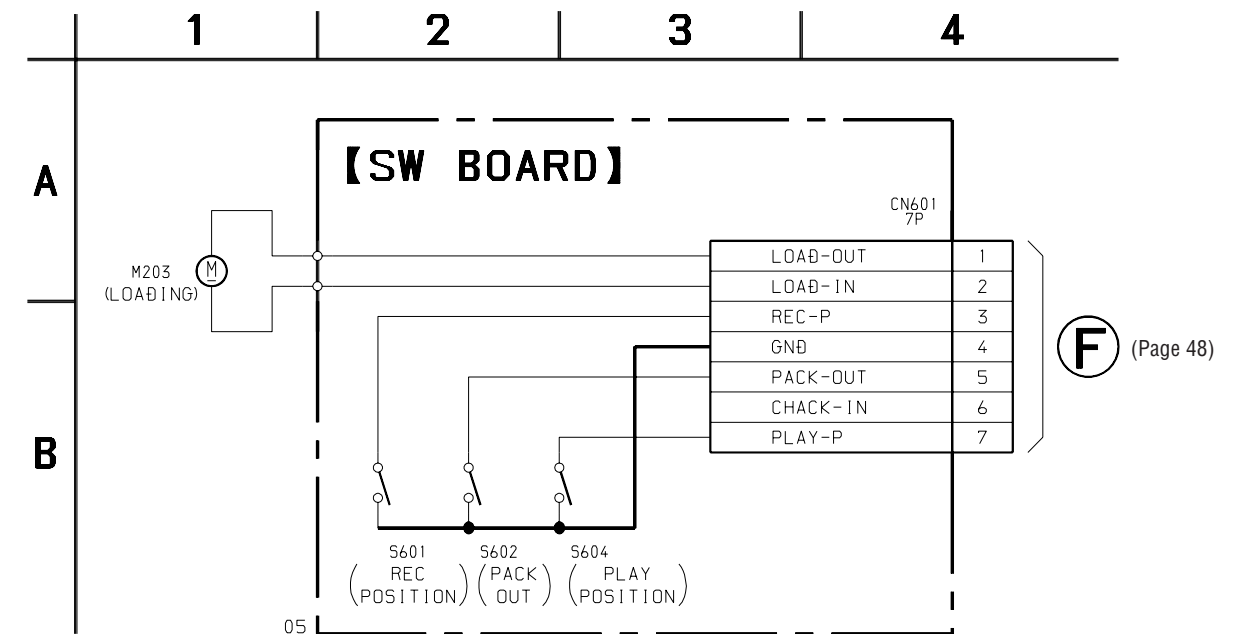 1 2 3 4
A
【SW BOARD】
CN601
7P
LOAD-OUT 1
M203
(LOADING)
M
LOAD-IN 2
REC-P 3
GND 4
F (Page 48)
PACK-OUT 5
CHACK-IN 6
PLAY-P 7
B
S601
(REC
POSITION)
S602
(PACK
OUT)
S604
(PLAY
POSITION)
05